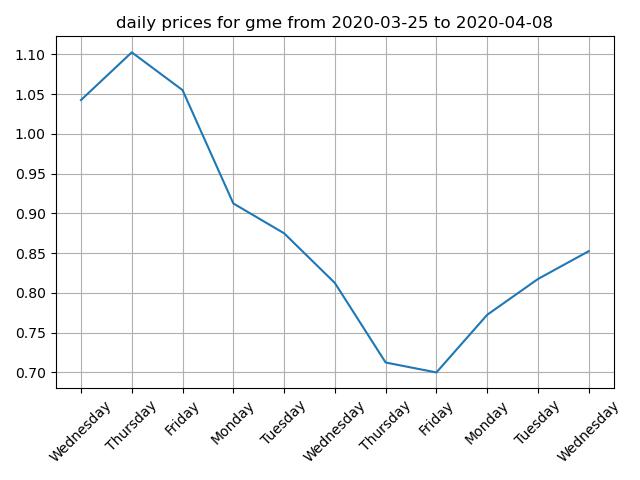 daily prices for gme from 2020-03-25 to 2020-04-08
1.10
1.05
1.00
0.95
0.90
0.85
0.80
0.75
0.70
Wednesday
Thursday
Friday
Monday
Tuesday
Wednesday
Thursday
Friday
Monday
Tuesday
Wednesday